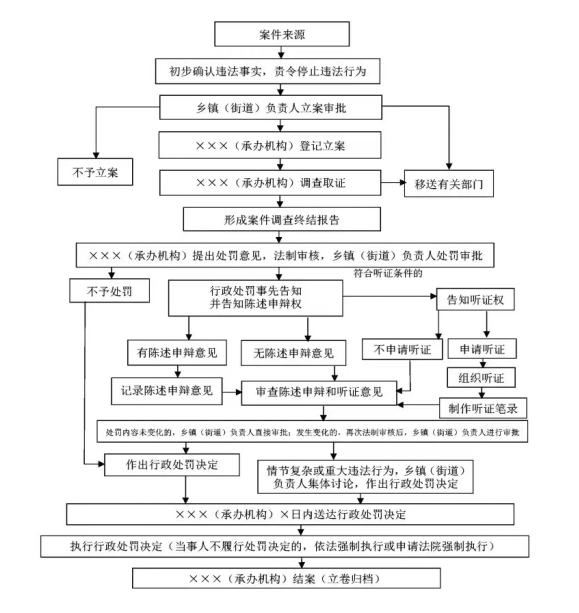 案件来源
初步确认违法事实，责令停止违法行为
乡镇（街道）负责人立案审批
×××（承办机构）登记立案
不予立案
×××（承办机构）调查取证
移送有关部门
形成案件调查终结报告
×××（承办机构）提出处罚意见，法制审核，乡镇（街道）负责人处罚审批
符合听证条件的
不予处罚
行政处罚事先告知
并告知陈述申辩权
告知听证权
有陈述申辩意见
无陈述申辩意见
不申请听证
申请听证
组织听证
记录陈述申辩意见
审查陈述申辩和听证意见
制作听证笔录
处罚内容未变化的，乡镇（街道）负责人直接审批；发生变化的，再次法制审核后，乡镇（街道）负责人进行审批
作出行政处罚决定
情节复杂或重大违法行为，乡镇（街道）
负责人集体讨论，作出行政处罚决定
×××（承办机构）×日内送达行政处罚决定
执行行政处罚决定（当事人不履行处罚决定的，依法强制执行或申请法院强制执行）
×××（承办机构）结案（立卷归档）